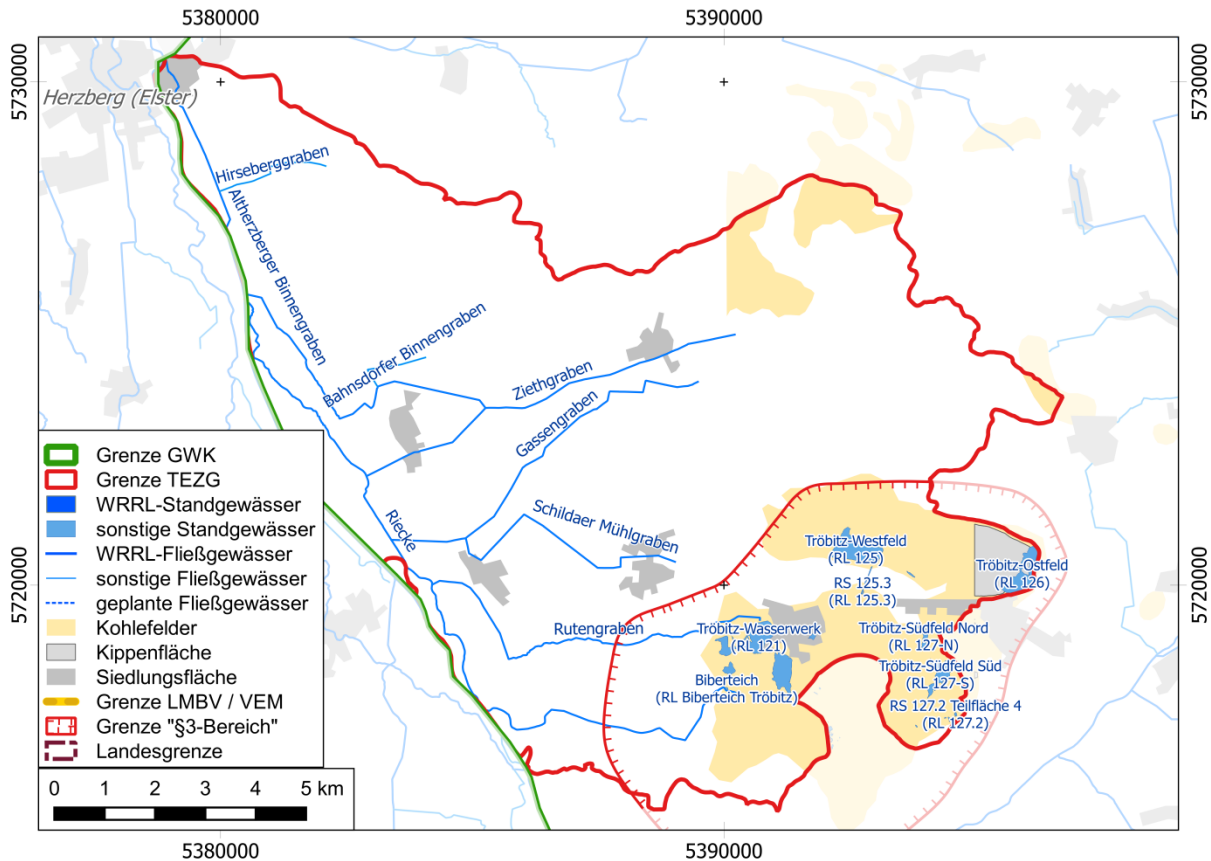 5380000
5390000
5730000
5730000
Herzberg (Elster)
Hirseberggraben
Altherzberger Binnengraben
Bahnsdörfer Binnengraben
Ziethgraben
Gassengraben
Riecke
Schildaer Mühlgraben
Rutengraben
5720000
5720000
Tröbitz-Westfeld
(RL 125)
RS 125.3
(RL 125.3)
Tröbitz-Ostfeld
(RL 126)
Tröbitz-Wasserwerk
(RL 121)
Tröbitz-Südfeld Nord
(RL 127-N)
Tröbitz-Südfeld Süd
(RL 127-S)
Biberteich
(RL Biberteich Tröbitz)
RS 127.2 Teilfläche 4
(RL 127.2)
Grenze GWK
Grenze TEZG
WRRL-Standgewässer
sonstige Standgewässer
WRRL-Fließgewässer
sonstige Fließgewässer
geplante Fließgewässer
Kohlefelder
Kippenfläche
Siedlungsfläche
Grenze LMBV / VEM
Grenze "§3-Bereich"
Landesgrenze
0 1 2 3 4 5 km
5380000
5390000